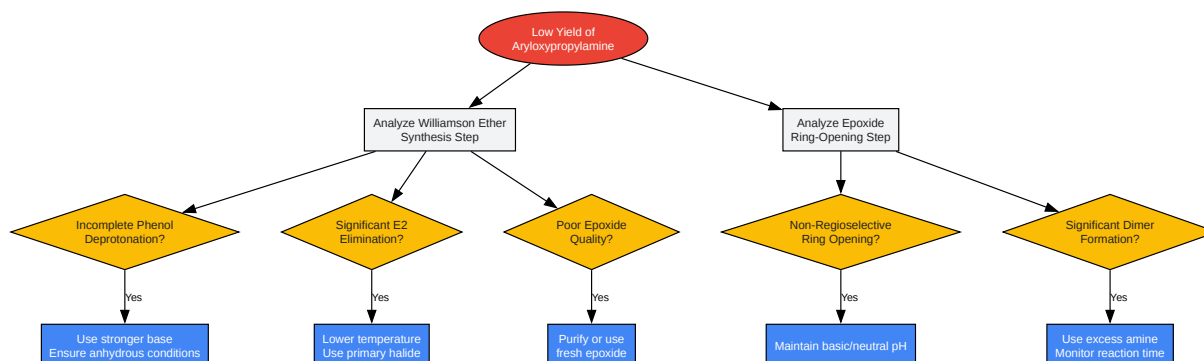 Low Yield of
Aryloxypropylamine
Analyze Williamson Ether
Synthesis Step
Analyze Epoxide
Ring-Opening Step
Incomplete Phenol
Deprotonation?
Significant E2
Elimination?
Poor Epoxide
Quality?
Non-Regioselective
Ring Opening?
Significant Dimer
Formation?
Yes
Yes
Yes
Yes
Yes
Use stronger base
Ensure anhydrous conditions
Lower temperature
Use primary halide
Purify or use
fresh epoxide
Maintain basic/neutral pH
Use excess amine
Monitor reaction time